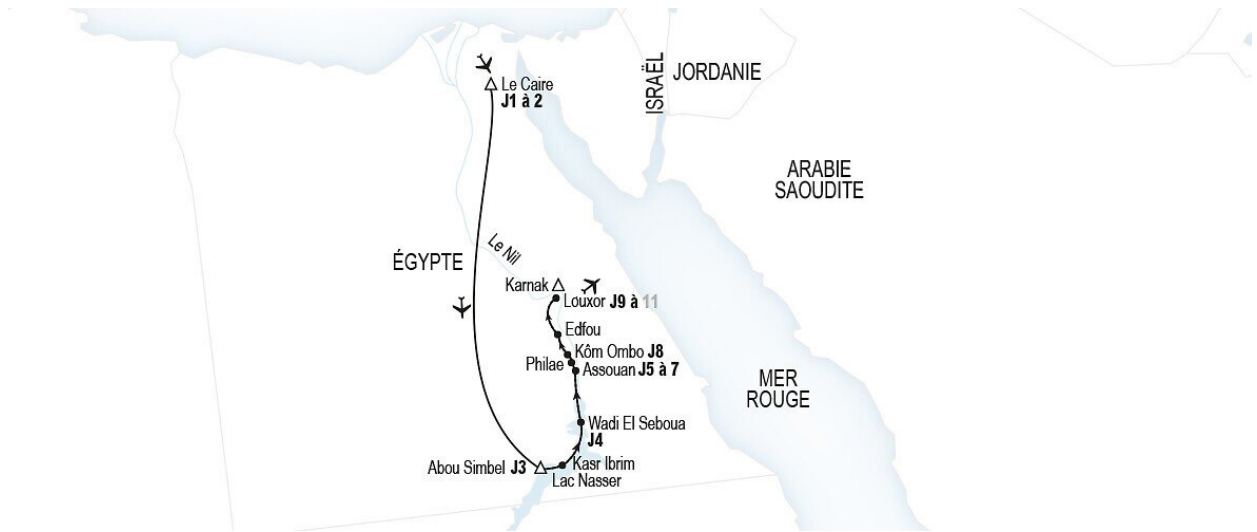 Le Caire
J1 à 2
ISRAËL
JORDANIE
ARABIE
SAOUDITE
ÉGYPTE
Le Nil
Karnak
Louxor J9 à 11
Edfou
Kôm Ombo J8
Philae
Assouan J5 à 7
MER
ROUGE
Wadi El Seboua
J4
Abou Simbel J3
Kasr Ibrim
Lac Nasser